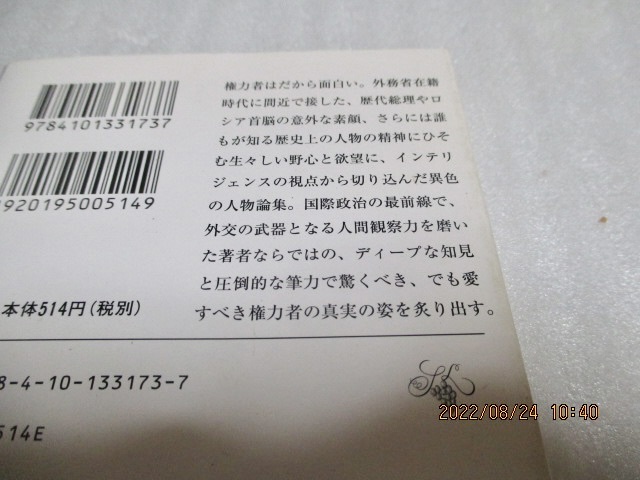 9784101331737
権力者はだから面白い。外務省在籍
時代に間近で接した、歴代総理やロ
シア首脳の意外な素顔、さらには誰
もが知る歴史上の人物の精神にひそ
む生々しい野心と欲望に、インテリ
ジェンスの視点から切り込んだ異色
の人物論集。国際政治の最前線で、
外交の武器となる人間観察力を磨い
た著者ならではの、ディープな知見
と圧倒的な筆力で驚くべき、でも愛
すべき権力者の真実の姿を炙り出す。
920195005149
本体514円(税別)
8-4-10-133173-7
514E
2022/08/24 10:40